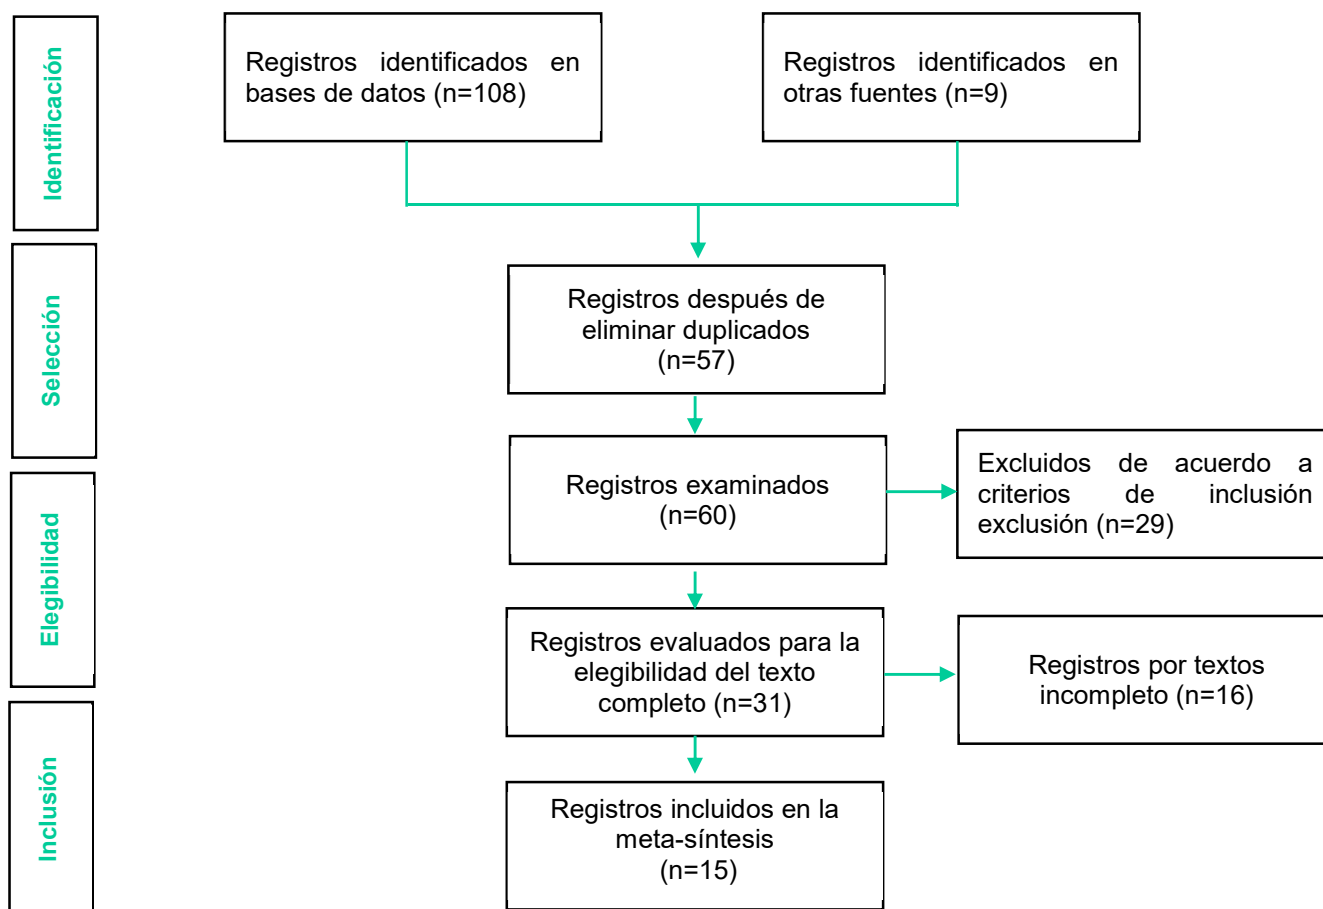 Identificación
Registros identificados en
bases de datos (n=108)
Registros identificados en
otras fuentes (n=9)
Selección
Registros después de
eliminar duplicados
(n=57)
Registros examinados
(n=60)
Excluidos de acuerdo a
criterios de inclusión
exclusión (n=29)
Elegibilidad
Registros evaluados para la
elegibilidad del texto
completo (n=31)
Registros por textos
incompleto (n=16)
Inclusión
Registros incluidos en la
meta-síntesis
(n=15)